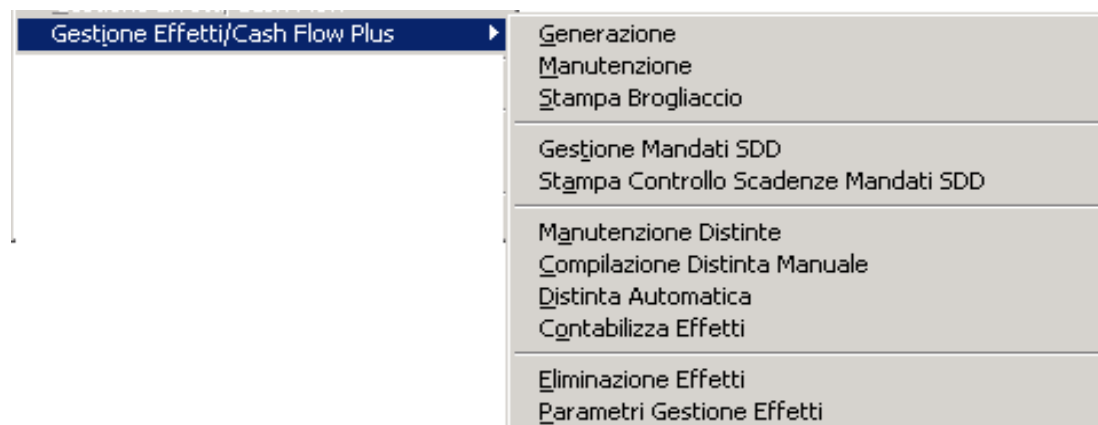 Gestione Effetti/Cash Flow Plus
Generazione
Manutenzione
Stampa Brogliaccio
Gestione Mandati SDD
Stampa Controllo Scadenze Mandati SDD
Manutenzione Distinte
Compilazione Distinta Manuale
Distinta Automatica
Contabilizza Effetti
Eliminazione Effetti
Parametri Gestione Effetti